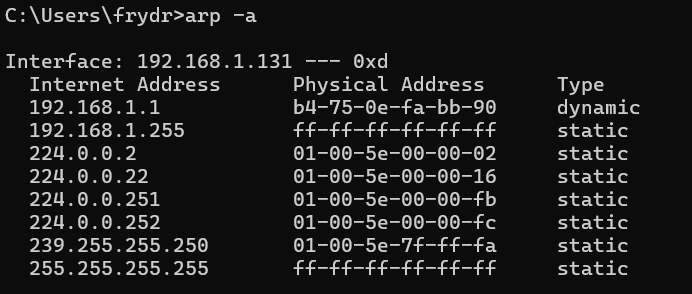 C:\Users\frydr>arp -a
Interface: 192.168.1.131 --- 0xd
Internet Address Physical Address Type
192.168.1.1 b4-75-0e-fa-bb-90 dynamic
192.168.1.255 ff-ff-ff-ff-ff-ff static
224.0.0.2 01-00-5e-00-00-02 static
224.0.0.22 01-00-5e-00-00-16 static
224.0.0.251 01-00-5e-00-00-fb static
224.0.0.252 01-00-5e-00-00-fc static
239.255.255.250 01-00-5e-7f-ff-fa static
255.255.255.255 ff-ff-ff-ff-ff-ff static